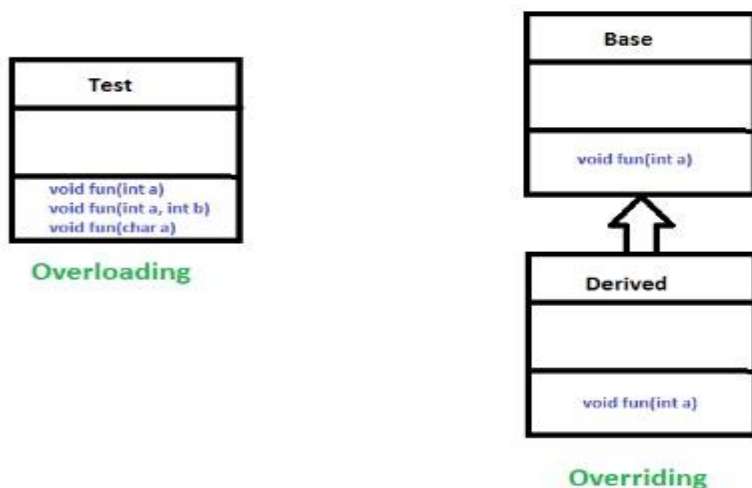 Test
void fun(int a)
void fun(int a, int b)
void fun(char a)
Overloading
Base
void fun(int a)
Derived
void fun(int a)
Overriding